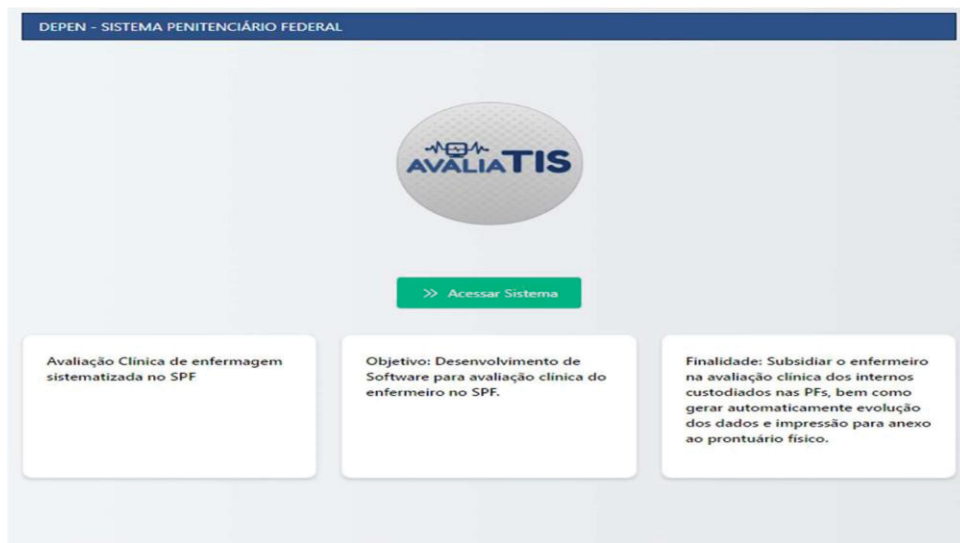 DEPEN - SISTEMA PENITENCIÁRIO FEDERAL
AVALIATIS
Acessar Sistema
Avaliação Clínica de enfermagem
sistematizada no SPF
Objetivo: Desenvolvimento de
Software para avaliação clínica do
enfermeiro no SPF.
Finalidade: Subsidiar o enfermeiro
na avaliação clínica dos internos
custodiados nas PFs, bem como
gerar automaticamente evolução
dos dados e impressão para anexo
ao prontuário físico.